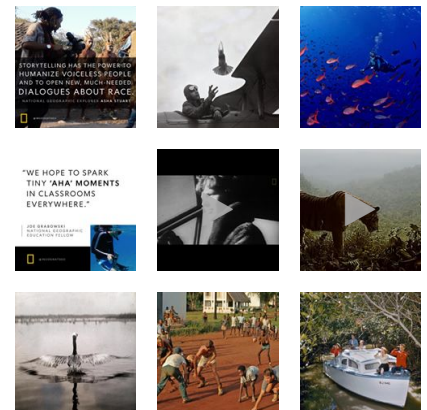 STORYTELLING HAS THE POWER TO
HUMANIZE VOICELESS PEOPLE
AND TO OPEN NEW, MUCH-NEEDED,
DIALOGUES ABOUT RACE.
NATIONAL GEOGRAPHIC EXPLORER
"WE HOPE TO SPARK
TINY 'AHA' MOMENTS
IN CLASSROOMS
EVERYWHERE."
JOE GRABOWSKI
NATIONAL GEOGRAPHIC
EDUCATION FELLOW